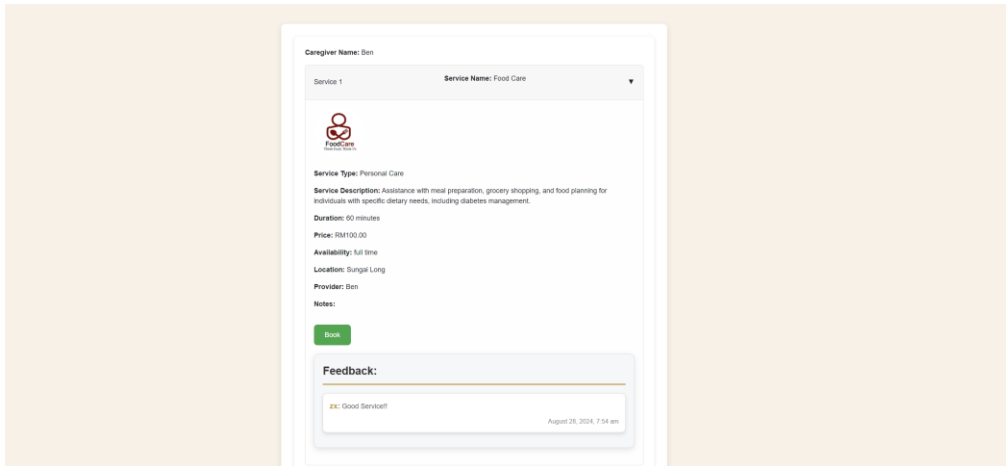 Caregiver Name: Ben
Service 1
Service Name: Food Care
▼
FoodCare
Service Type: Personal Care
Service Description: Assistance with meal preparation, grocery shopping, and food planning for
individuals with specific dietary needs, including diabetes management.
Duration: 60 minutes
Price: RM100.00
Availability: full time
Location: Sungai Long
Provider: Ben
Notes:
Book
Feedback:
zx: Good Service!!
August 28, 2024, 7:54 am